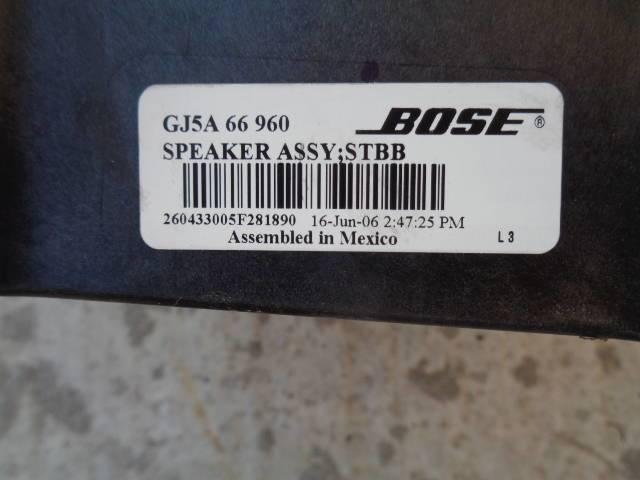 GJ5A 66 960 BOSE®
SPEAKER ASSY;STBB
260433005F281890 16-Jun-06 2:47:25 PM
Assembled in Mexico L3